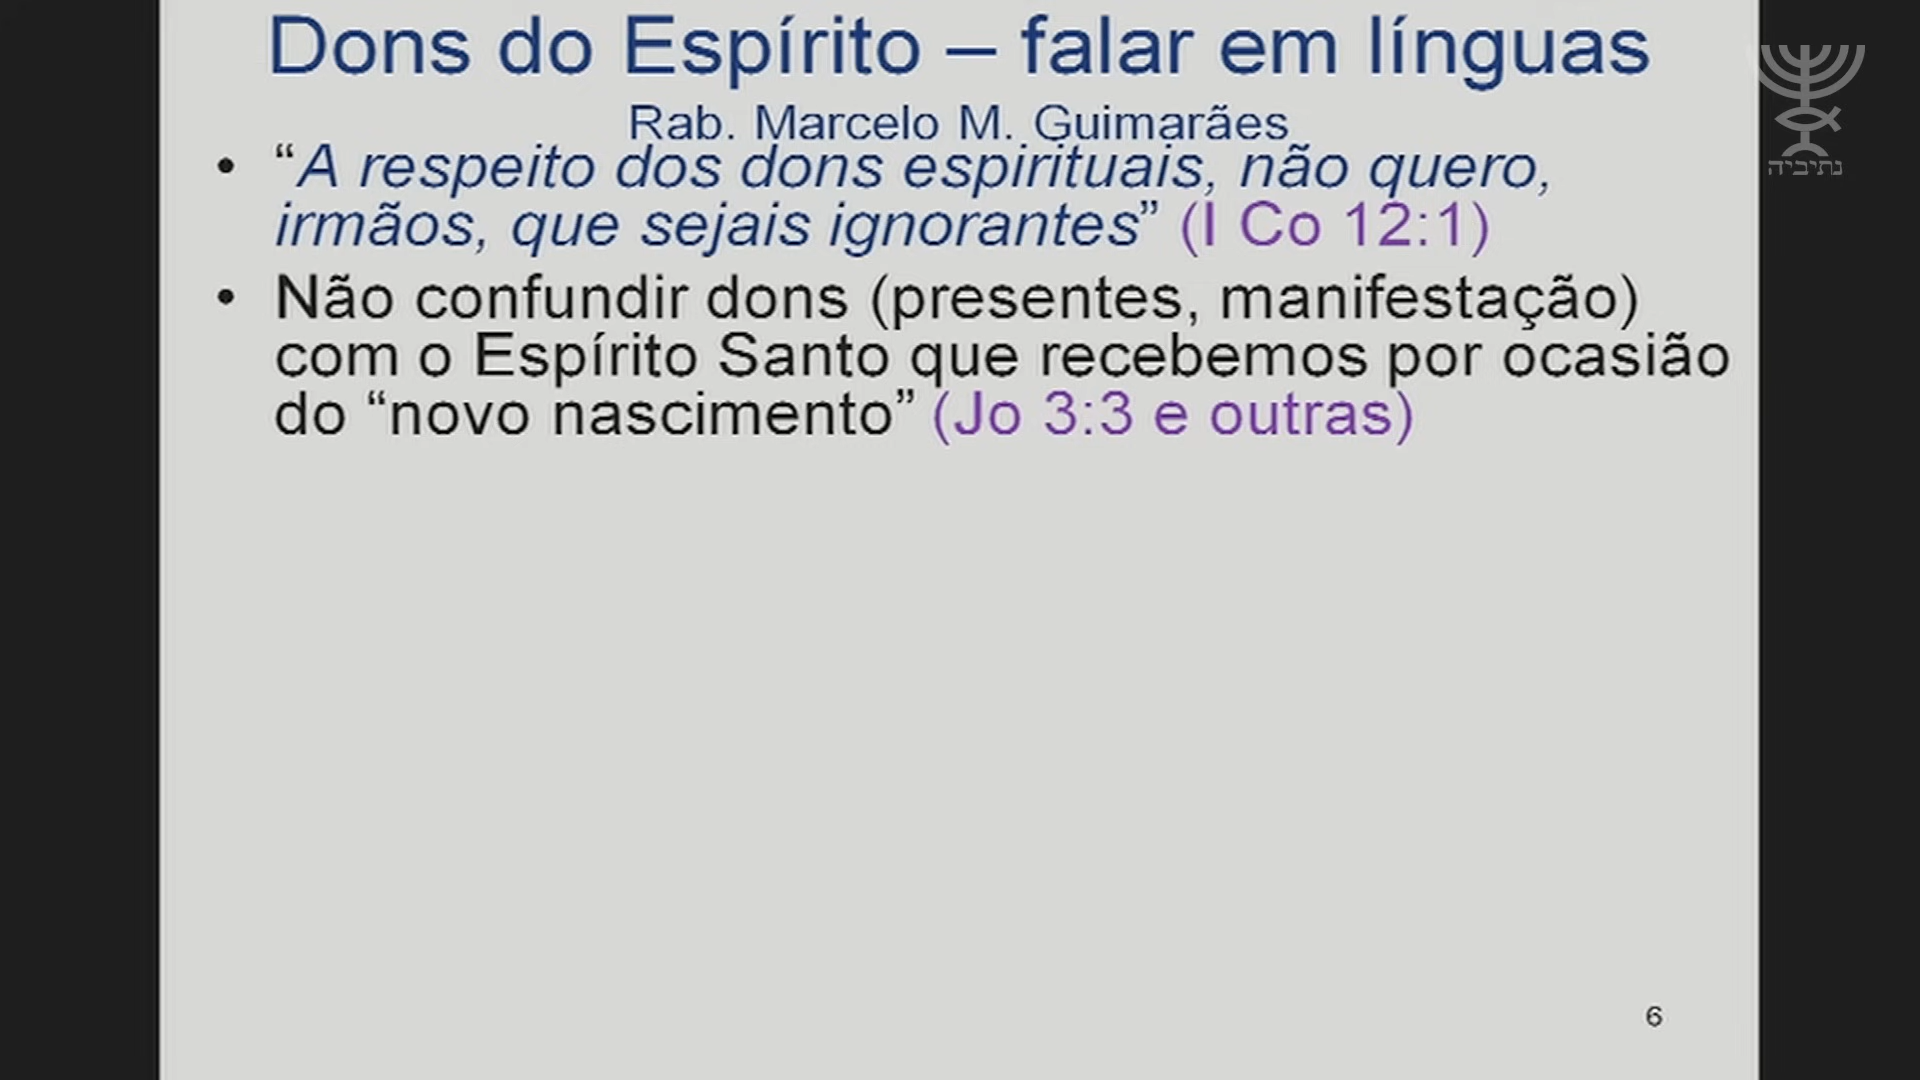 Dons do Espírito – falar em línguas
Rab. Marcelo M. Guimarães
• “A respeito dos dons espirituais, não quero,
irmãos, que sejais ignorantes” (I Co 12:1)
• Não confundir dons (presentes, manifestação)
com o Espírito Santo que recebemos por ocasião
do “novo nascimento” (Jo 3:3 e outras)
נתיביה
6